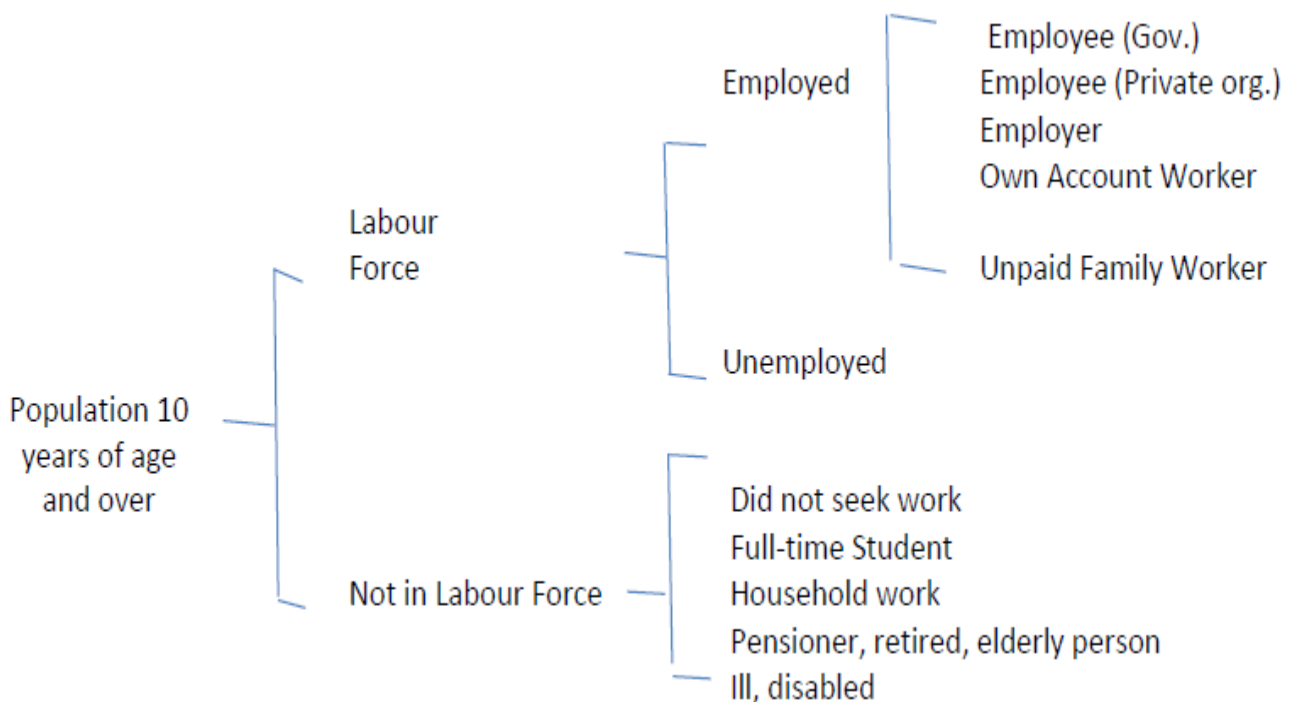 Employee (Gov.)
Employed
Employee (Private org.)
Employer
Own Account Worker
Labour
Force
Unpaid Family Worker
Unemployed
Population 10
years of age
and over
Did not seek work
Full-time Student
Not in Labour Force
Household work
Pensioner, retired, elderly person
Ill, disabled